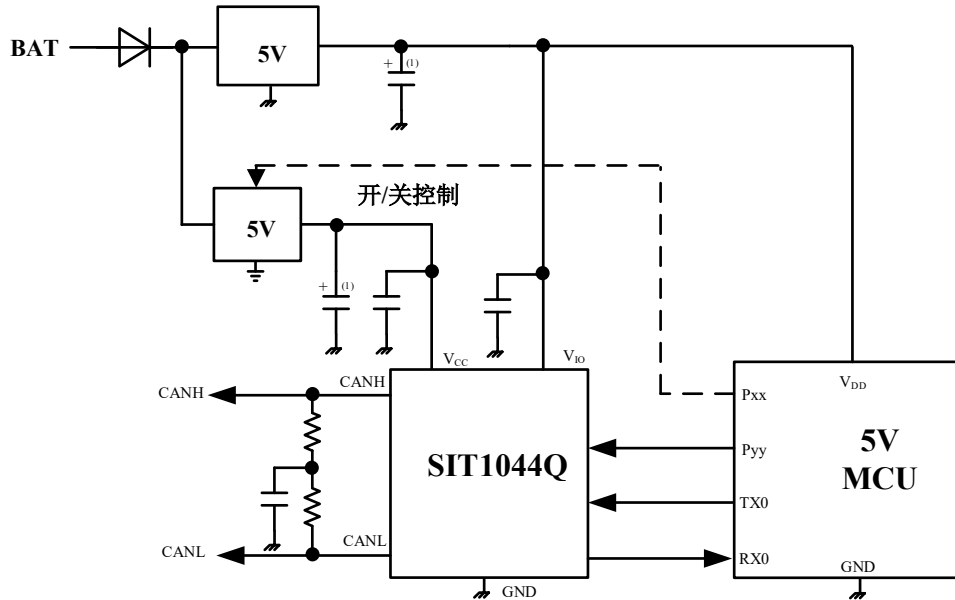 BAT
5V
+ (1)
开/关控制
5V
+ (1)
VCC
VIO
CANH
CANH
VDD
Pxx
SIT1044Q
Pyy
5V
MCU
TX0
CANL
CANL
RX0
GND
GND